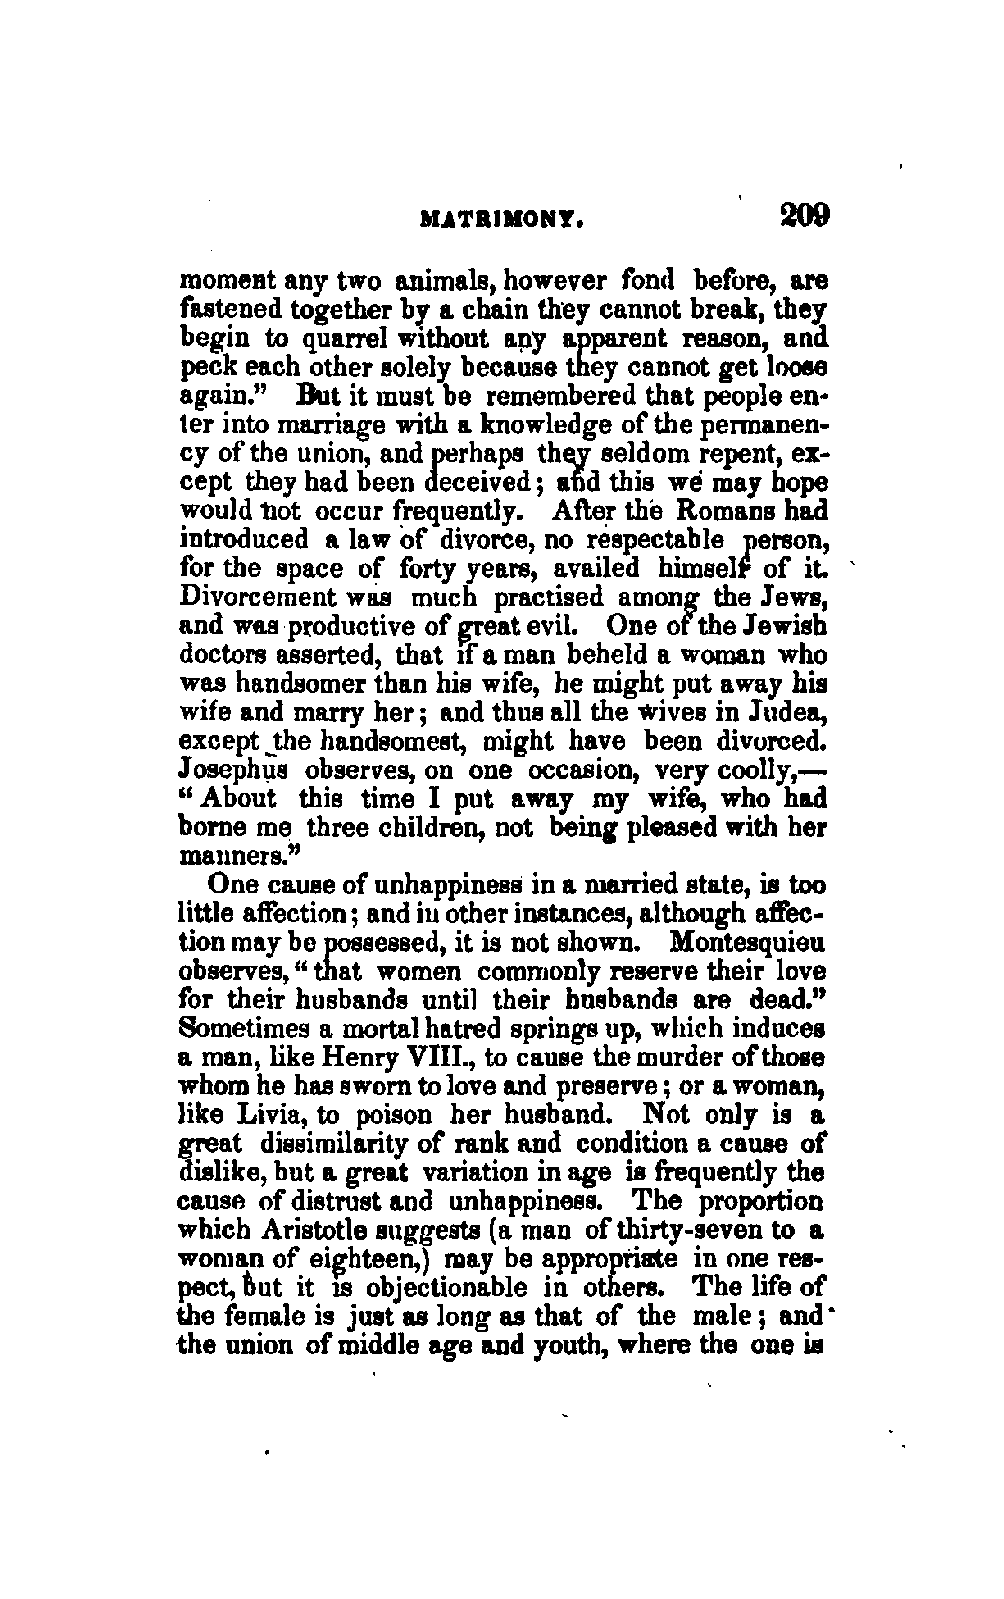 MATRIMONY. 209
moment any two animals, however fond before, are
fastened together by a chain they cannot break, they
begin to quarrel without any apparent reason, and
peck each other solely because they cannot get loose
again.” But it must be remembered that people en-
ter into marriage with a knowledge of the permanen-
cy of the union, and perhaps they seldom repent, ex-
cept they had been deceived; and this we may hope
would not occur frequently. After the Romans had
introduced a law of divorce, no respectable person,
for the space of forty years, availed himself of it.
Divorcement was much practised among the Jews,
and was productive of great evil. One of the Jewish
doctors asserted, that if a man beheld a woman who
was handsomer than his wife, he might put away his
wife and marry her; and thus all the wives in Judea,
except the handsomest, might have been divorced.
Josephus observes, on one occasion, very coolly,—
“About this time I put away my wife, who had
borne me three children, not being pleased with her
manners.”
One cause of unhappiness in a married state, is too
little affection; and in other instances, although affec-
tion may be possessed, it is not shown. Montesquieu
observes, “that women commonly reserve their love
for their husbands until their husbands are dead.”
Sometimes a mortal hatred springs up, which induces
a man, like Henry VIII., to cause the murder of those
whom he has sworn to love and preserve; or a woman,
like Livia, to poison her husband. Not only is a
great dissimilarity of rank and condition a cause of
dislike, but a great variation in age is frequently the
cause of distrust and unhappiness. The proportion
which Aristotle suggests (a man of thirty-seven to a
woman of eighteen,) may be appropriate in one res-
pect, but it is objectionable in others. The life of
the female is just as long as that of the male; and
the union of middle age and youth, where the one is